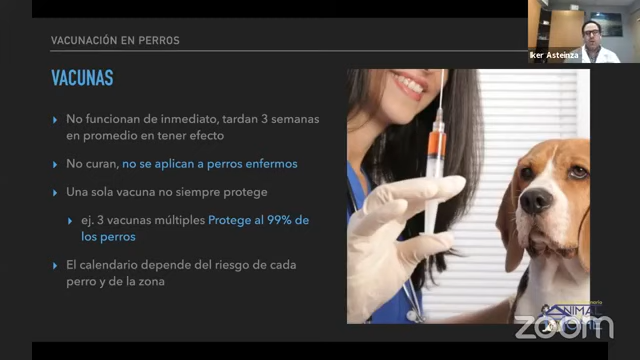 VACUNACIÓN EN PERROS
Iker Asteinza
VACUNAS
No funcionan de inmediato, tardan 3 semanas
en promedio en tener efecto
No curan, no se aplican a perros enfermos
Una sola vacuna no siempre protege
ej. 3 vacunas múltiples Protege al 99% de
los perros
El calendario depende del riesgo de cada
perro y de la zona
ANIMAL
HOME
zoom